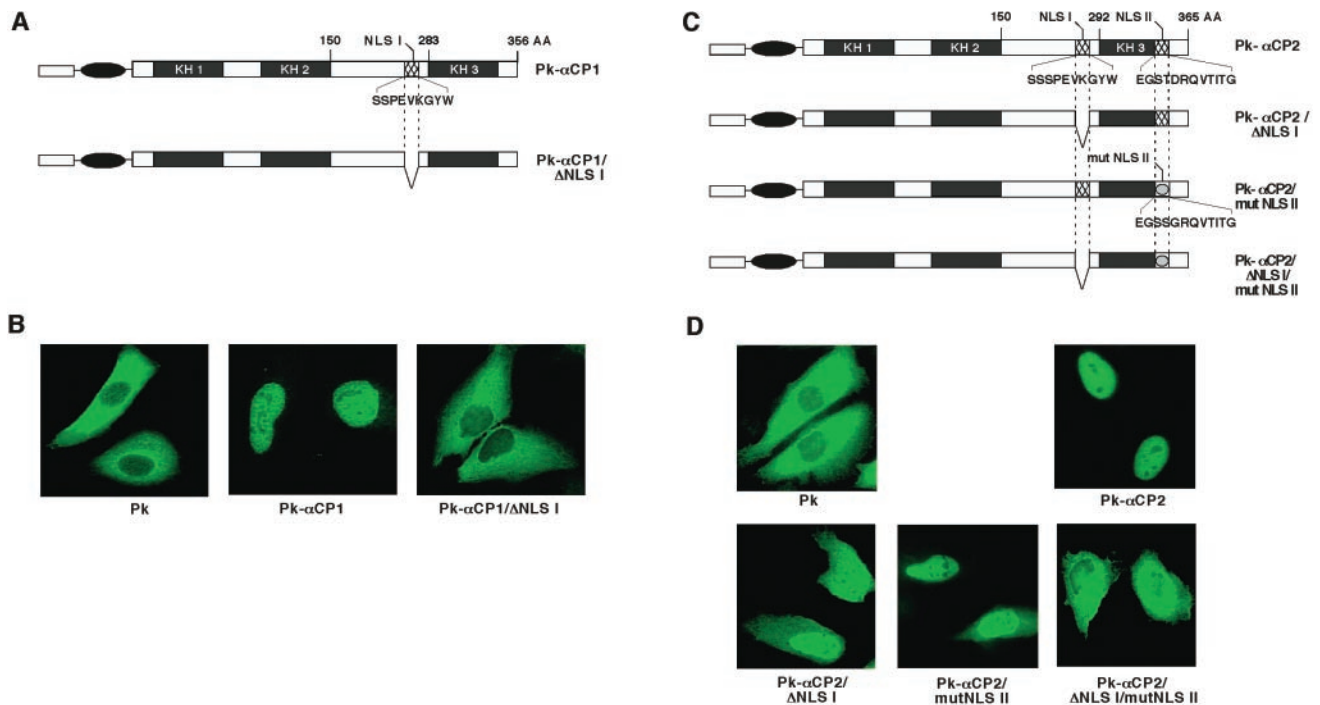 A
150 NLS I 283 356 AA
KH 1 KH 2 KH 3
Pk-αCP1
SSPEVKGYW
Pk-αCP1/
ΔNLS I
B
Pk
Pk-αCP1
Pk-αCP1/ΔNLS I
C
150 NLS I 292 NLS II 365 AA
KH 1 KH 2 KH 3
Pk- αCP2
SSSPEVKGYW EGSTDRQVTITG
Pk- αCP2 /
ΔNLS I
mut NLS II
Pk- αCP2/
mut NLS II
EGSSGRQVTITG
Pk- αCP2/
ΔNLS I/
mut NLS II
D
Pk
Pk-αCP2
Pk-αCP2/
ΔNLS I
Pk-αCP2/
mutNLS II
Pk-αCP2/
ΔNLS I/mutNLS II